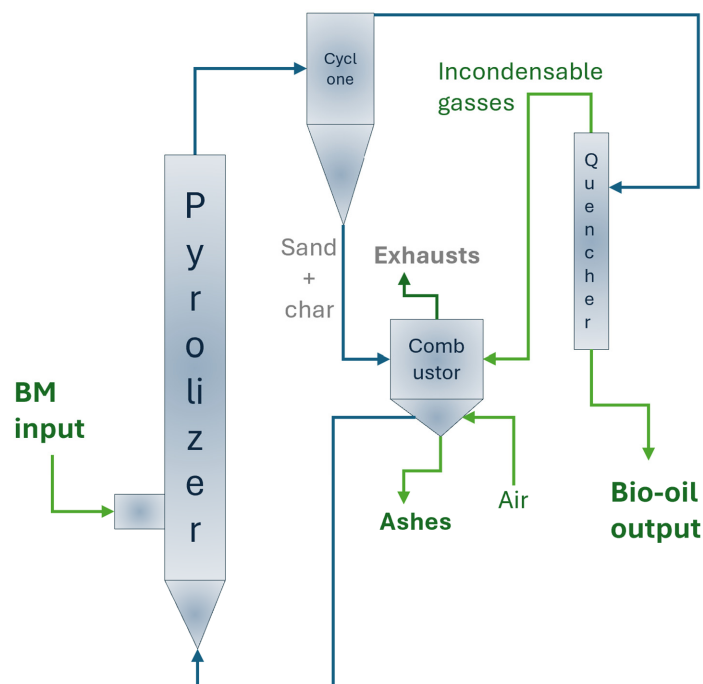 Cycl
one
Incondensable
gasses
Q
u
e
n
c
h
e
r
P
y
r
o
li
z
e
r
Sand
+
char
Exhausts
Comb
ustor
BM
input
Air
Ashes
Bio-oil
output